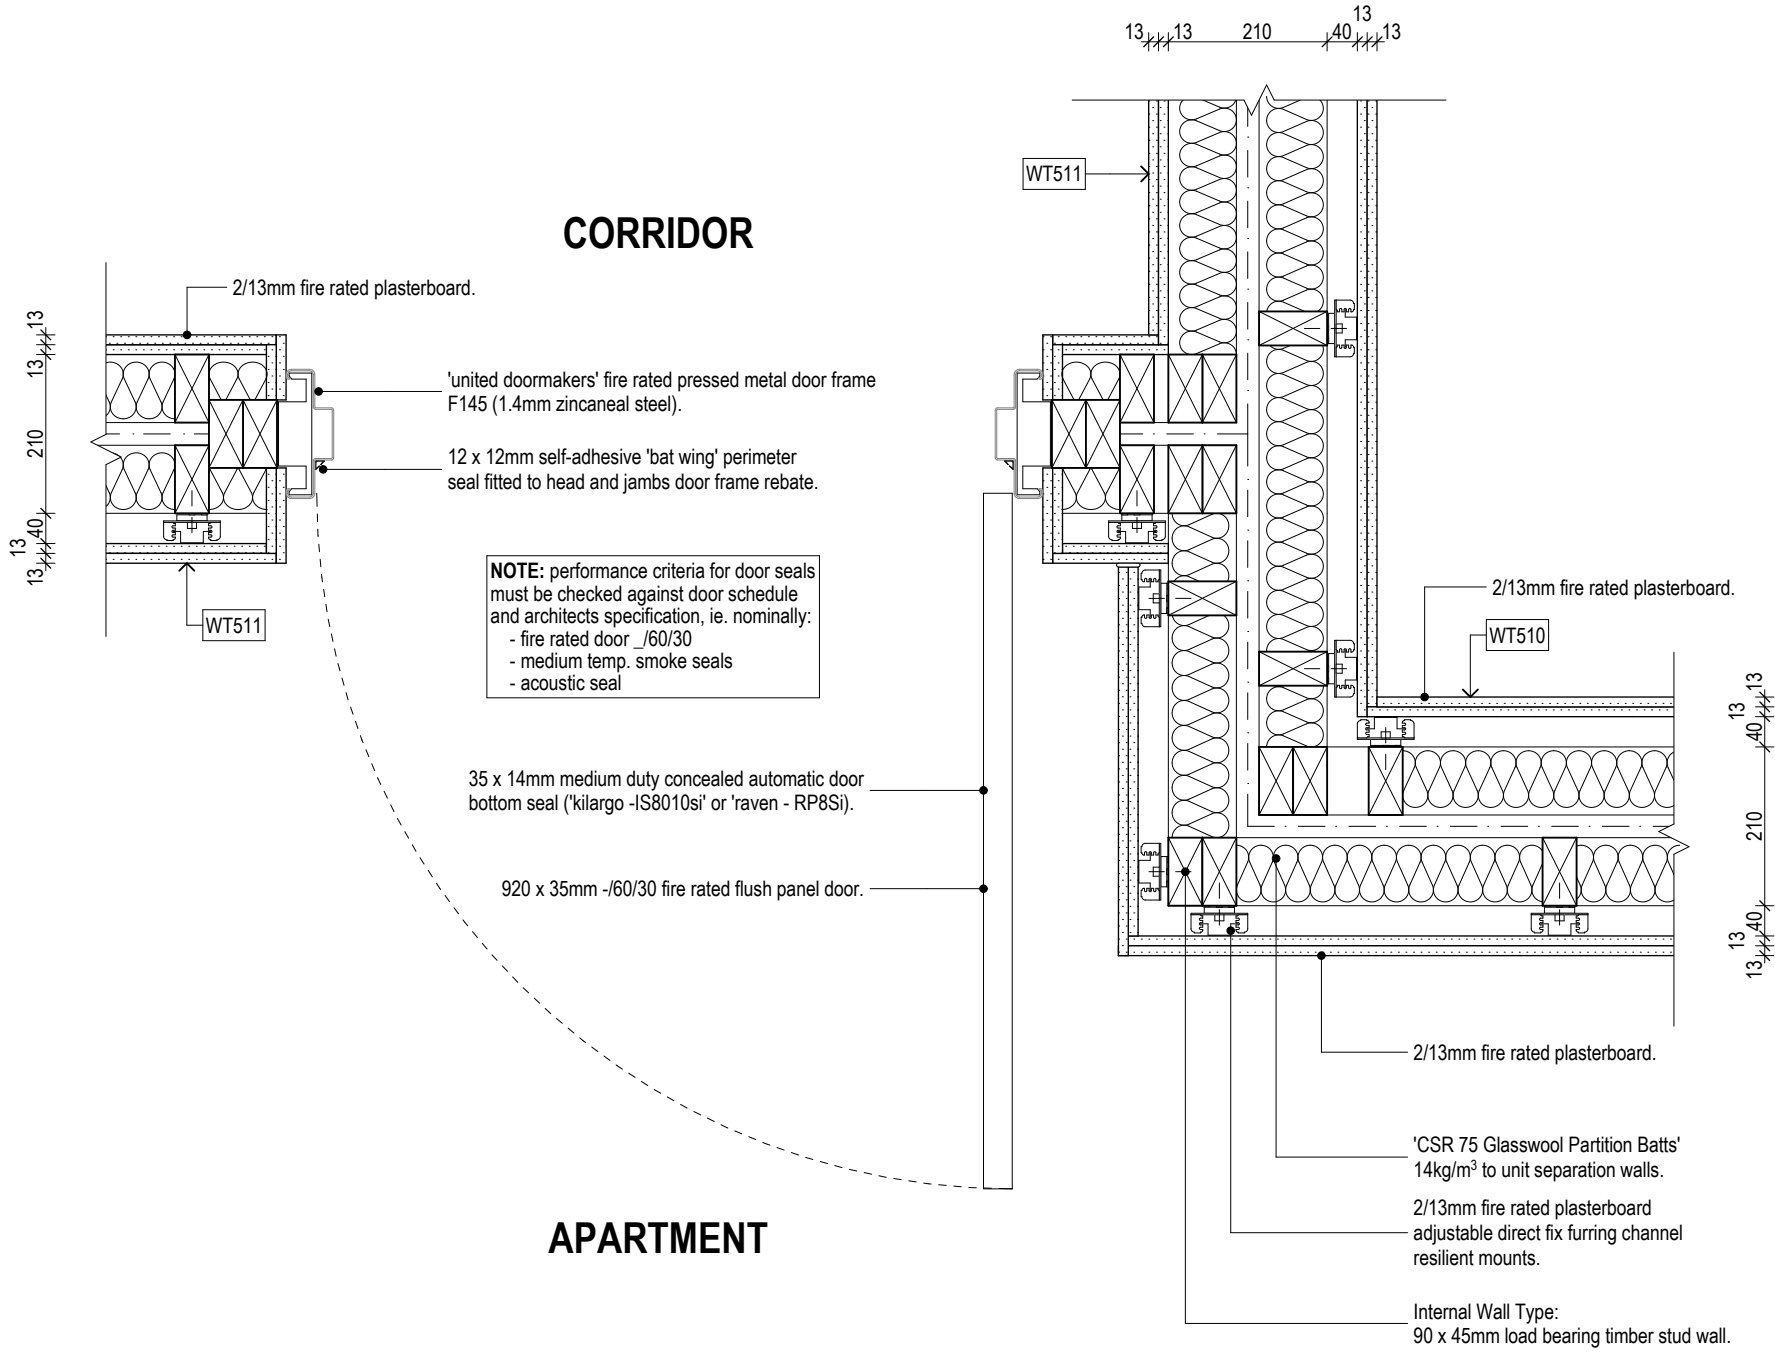 13
13 13 210 40 13
WT511
CORRIDOR
2/13mm fire rated plasterboard.
13
13
210
40
13
13
'united doormakers' fire rated pressed metal door frame
F145 (1.4mm zincaneal steel).
12 x 12mm self-adhesive 'bat wing' perimeter
seal fitted to head and jambs door frame rebate.
NOTE: performance criteria for door seals
must be checked against door schedule
and architects specification, ie. nominally:
- fire rated door _/60/30
- medium temp. smoke seals
- acoustic seal
WT511
2/13mm fire rated plasterboard.
WT510
13
13
40
210
40
13
13
35 x 14mm medium duty concealed automatic door
bottom seal ('kilargo -IS8010si' or 'raven - RP8Si).
920 x 35mm -/60/30 fire rated flush panel door.
2/13mm fire rated plasterboard.
'CSR 75 Glasswool Partition Batts'
14kg/m³ to unit separation walls.
2/13mm fire rated plasterboard
adjustable direct fix furring channel
resilient mounts.
APARTMENT
Internal Wall Type:
90 x 45mm load bearing timber stud wall.